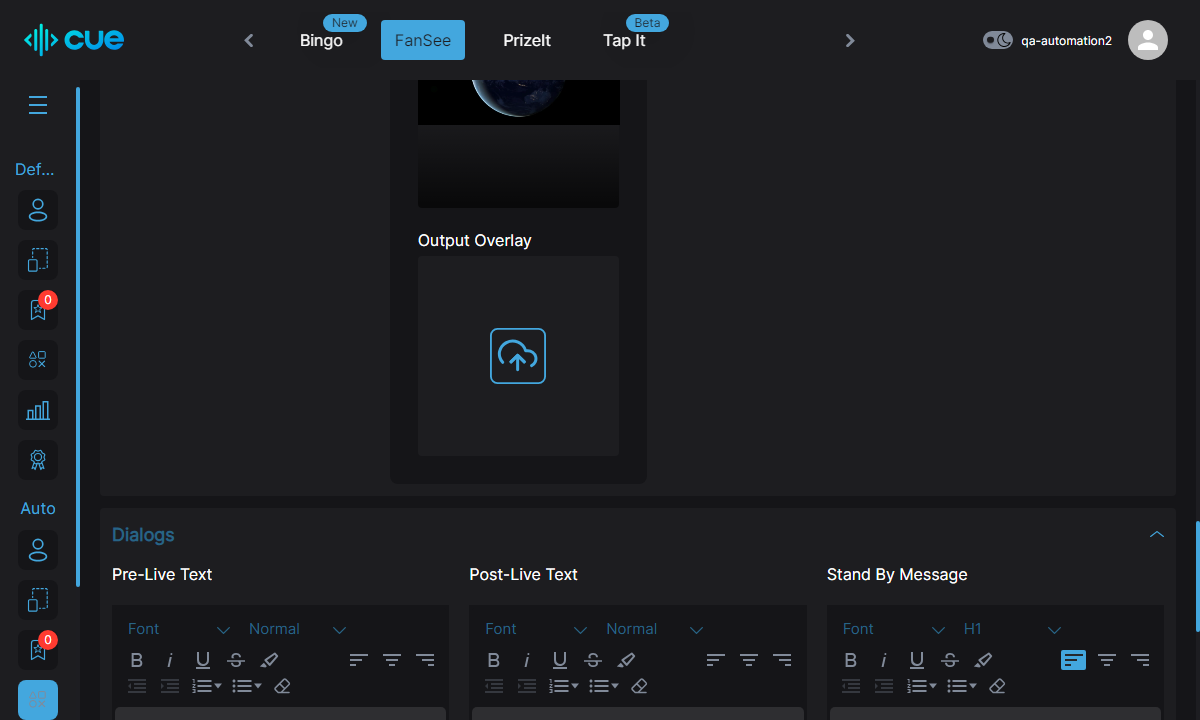 cue
Bingo
New
FanSee
PrizeIt
Tap It
Beta
qa-automation2
Def...
0
Auto
0
Output Overlay
Dialogs
Pre-Live Text
Post-Live Text
Stand By Message
Font
Normal
Font
Normal
Font
H1